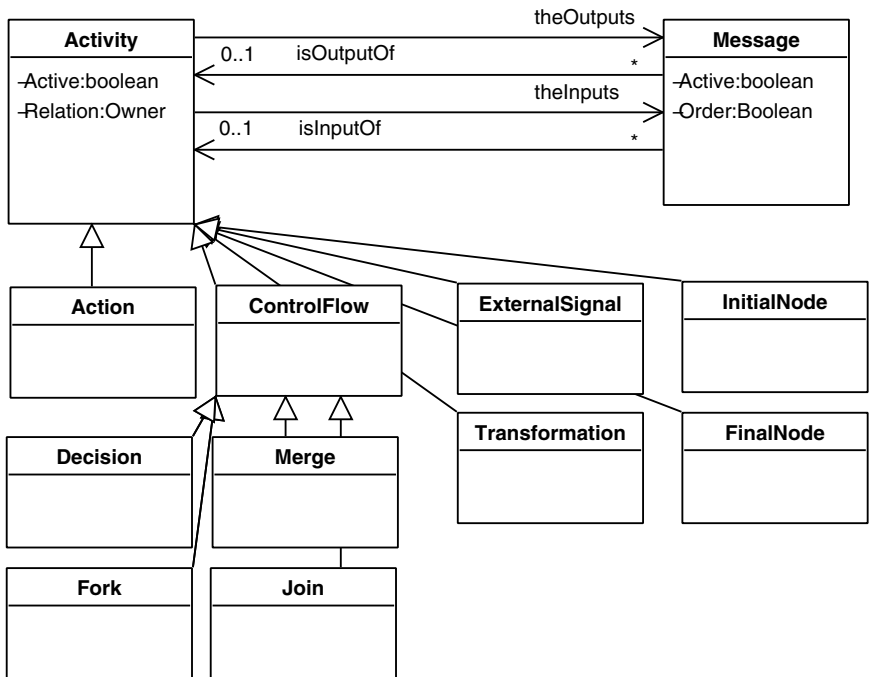 theOutputs
Activity
0..1 isOutputOf
*
Message
–Active:boolean
–Relation:Owner
theInputs
–Active:boolean
–Order:Boolean
0..1 isInputOf
*
Action
ControlFlow
ExternalSignal
InitialNode
Decision
Merge
Transformation
FinalNode
Fork
Join